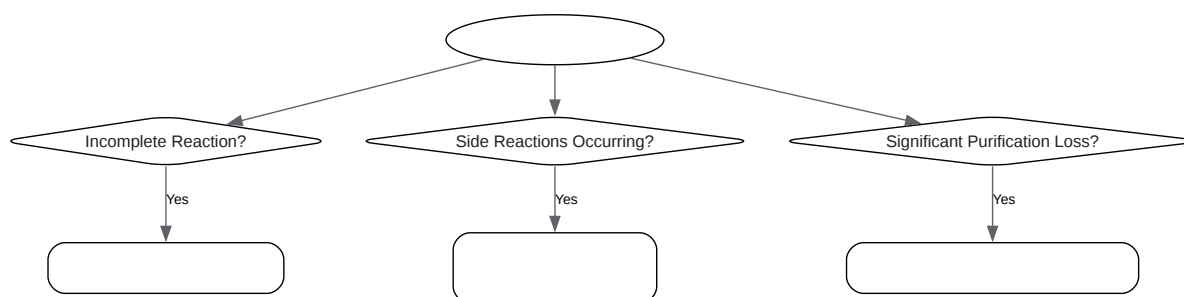 Incomplete Reaction?
Side Reactions Occurring?
Significant Purification Loss?
Yes
Yes
Yes